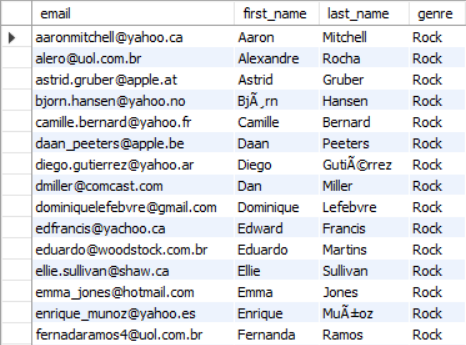 email first_name last_name genre
aaronmitchell@yahoo.ca Aaron Mitchell Rock
alero@uol.com.br Alexandre Rocha Rock
astrid.gruber@apple.at Astrid Gruber Rock
bjorn.hansen@yahoo.no BjÃ¸rn Hansen Rock
camille.bernard@yahoo.fr Camille Bernard Rock
daan_peeters@apple.be Daan Peeters Rock
diego.gutierrez@yahoo.ar Diego GutiÃ©rrez Rock
dmiller@comcast.com Dan Miller Rock
dominiquelefebvre@gmail.com Dominique Lefebvre Rock
edfrancis@yachoo.ca Edward Francis Rock
eduardo@woodstock.com.br Eduardo Martins Rock
ellie.sullivan@shaw.ca Ellie Sullivan Rock
emma_jones@hotmail.com Emma Jones Rock
enrique_munoz@yahoo.es Enrique MuÃ±oz Rock
fernadaramos4@uol.com.br Fernanda Ramos Rock